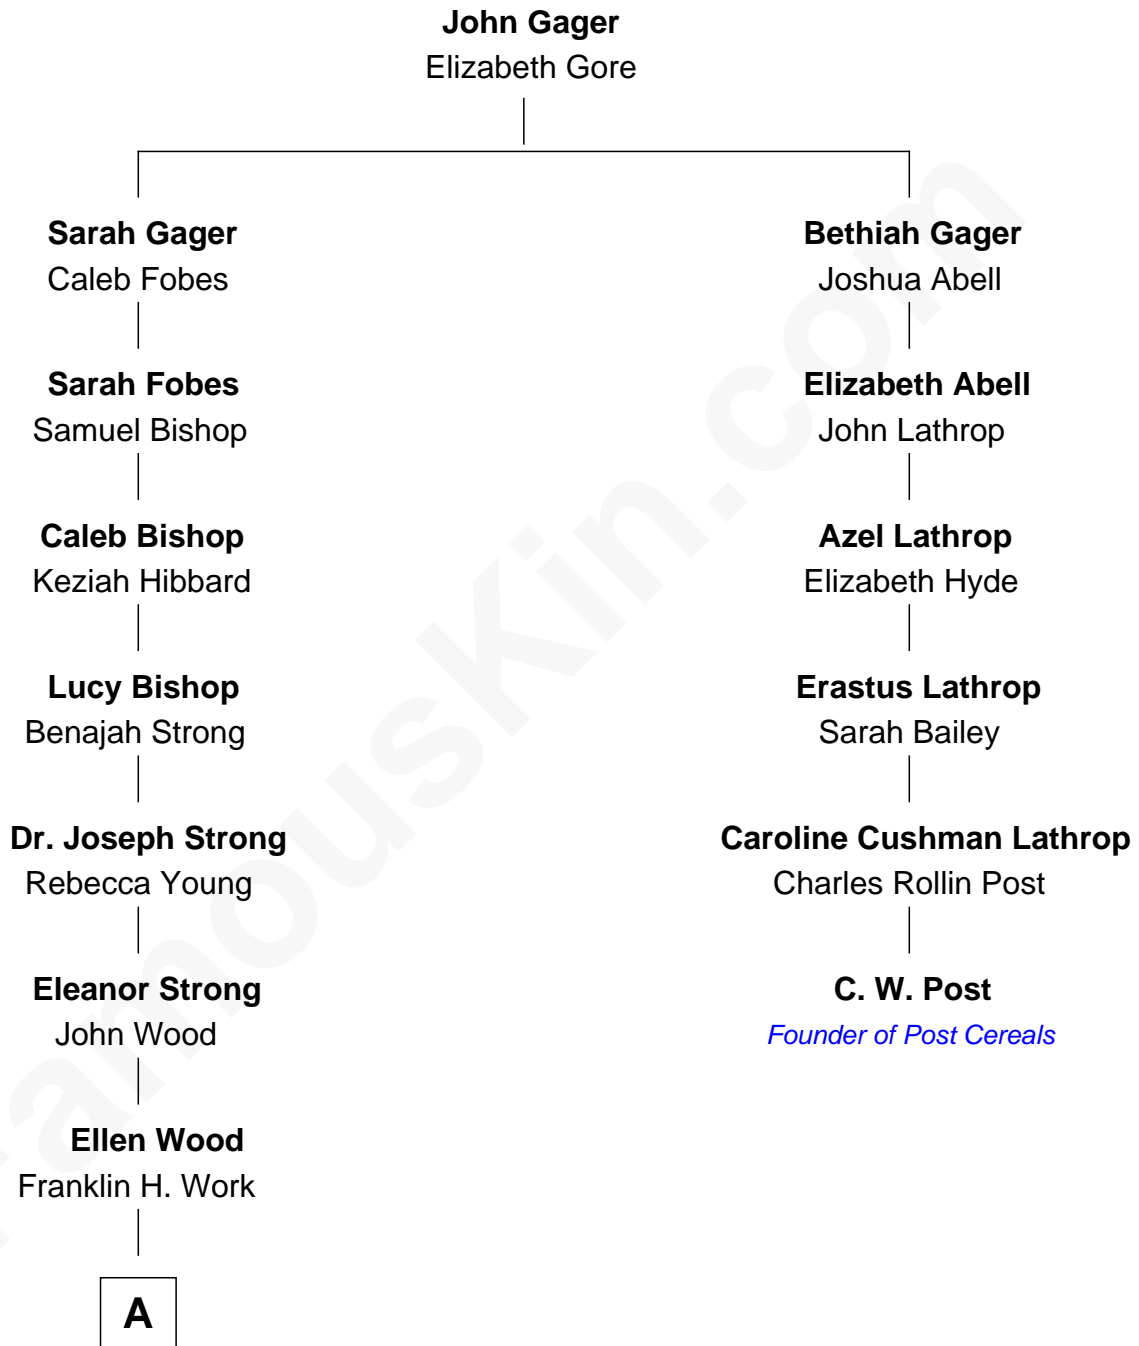 John Gager
Elizabeth Gore
Sarah Gager
Caleb Fobes
Bethiah Gager
Joshua Abell
Sarah Fobes
Samuel Bishop
Elizabeth Abell
John Lathrop
Caleb Bishop
Keziah Hibbard
Azel Lathrop
Elizabeth Hyde
Lucy Bishop
Benajah Strong
Erastus Lathrop
Sarah Bailey
Dr. Joseph Strong
Rebecca Young
Caroline Cushman Lathrop
Charles Rollin Post
Eleanor Strong
John Wood
C. W. Post
Founder of Post Cereals
Ellen Wood
Franklin H. Work
A
FamousKin.com